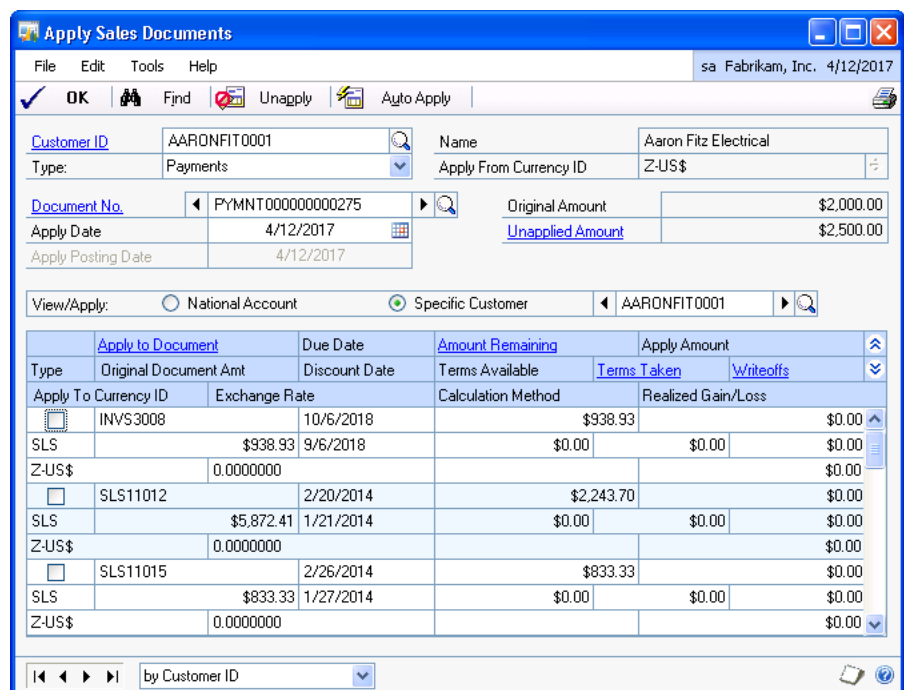 Apply Sales Documents
File Edit Tools Help sa Fabrikam, Inc. 4/12/2017
OK Find Unapply Auto Apply
Customer ID AARONFIT0001 Name Aaron Fitz Electrical
Type: Payments Apply From Currency ID Z-US$
Document No. PYMNT000000000275 Original Amount $2,000.00
Apply Date 4/12/2017 Unapplied Amount $2,500.00
Apply Posting Date 4/12/2017
View/Apply: National Account Specific Customer AARONFIT0001
Apply to Document Due Date Amount Remaining Apply Amount
Type Original Document Amt Discount Date Terms Available Terms Taken Writeoffs
Apply To Currency ID Exchange Rate Calculation Method Realized Gain/Loss
INVS3008 10/6/2018 $938.93 $0.00
SLS $938.93 9/6/2018 $0.00 $0.00 $0.00
Z-US$ 0.0000000 $0.00
SLS11012 2/20/2014 $2,243.70 $0.00
SLS $5,872.41 1/21/2014 $0.00 $0.00 $0.00
Z-US$ 0.0000000 $0.00
SLS11015 2/26/2014 $833.33 $0.00
SLS $833.33 1/27/2014 $0.00 $0.00 $0.00
Z-US$ 0.0000000 $0.00
by Customer ID